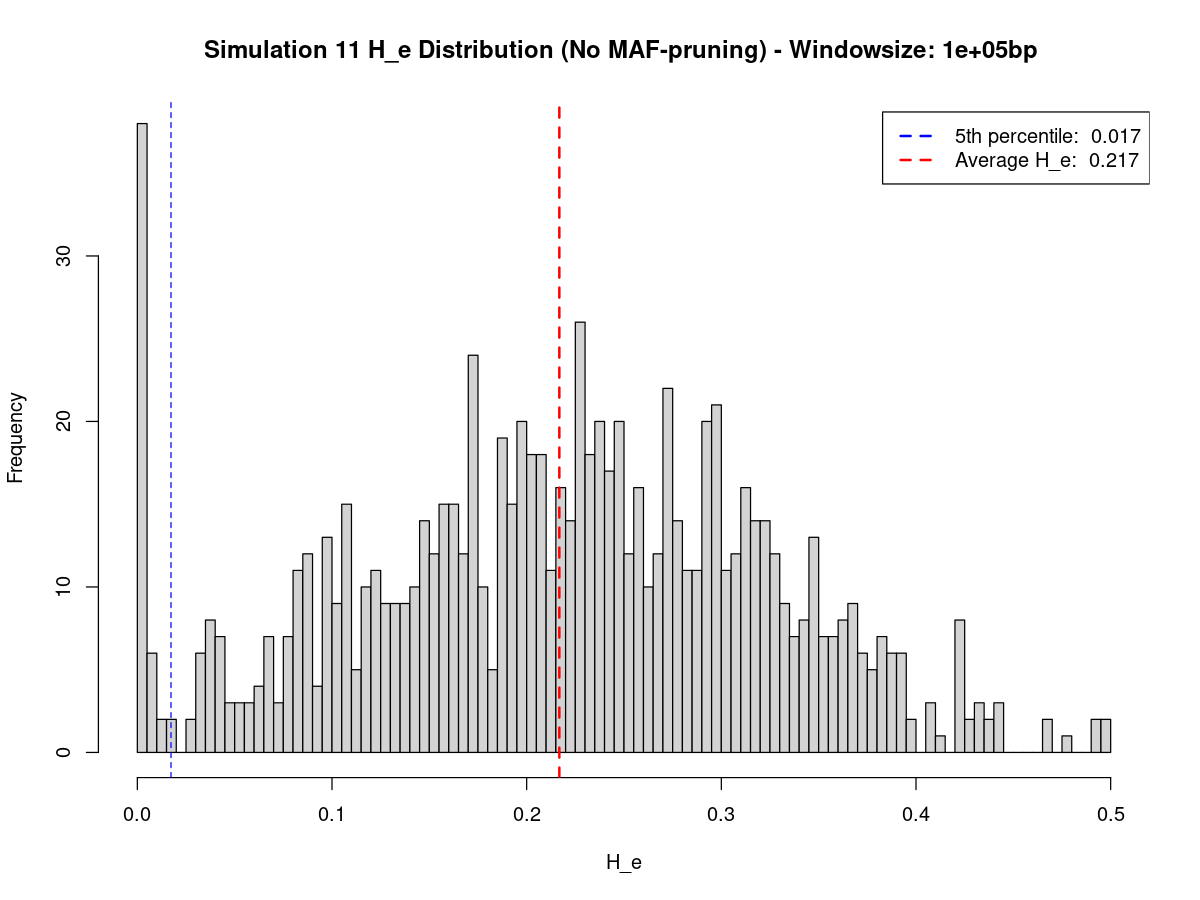 Simulation 11 H_e Distribution (No MAF-pruning) - Windowsize: 1e+05bp
5th percentile: 0.017
Average H_e: 0.217
Frequency
30
20
10
0
0.0 0.1 0.2 0.3 0.4 0.5
H_e